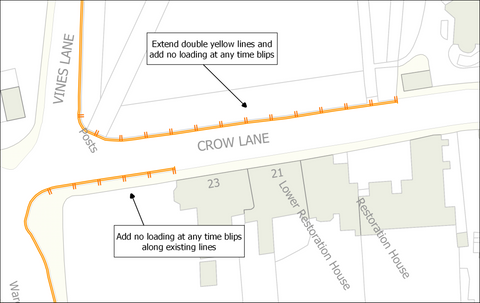 Extend double yellow lines and
add no loading at any time blips
VINES LANE
Posts
CROW LANE
23
21
Lower Restoration House
Restoration House
Add no loading at any time blips
along existing lines
War